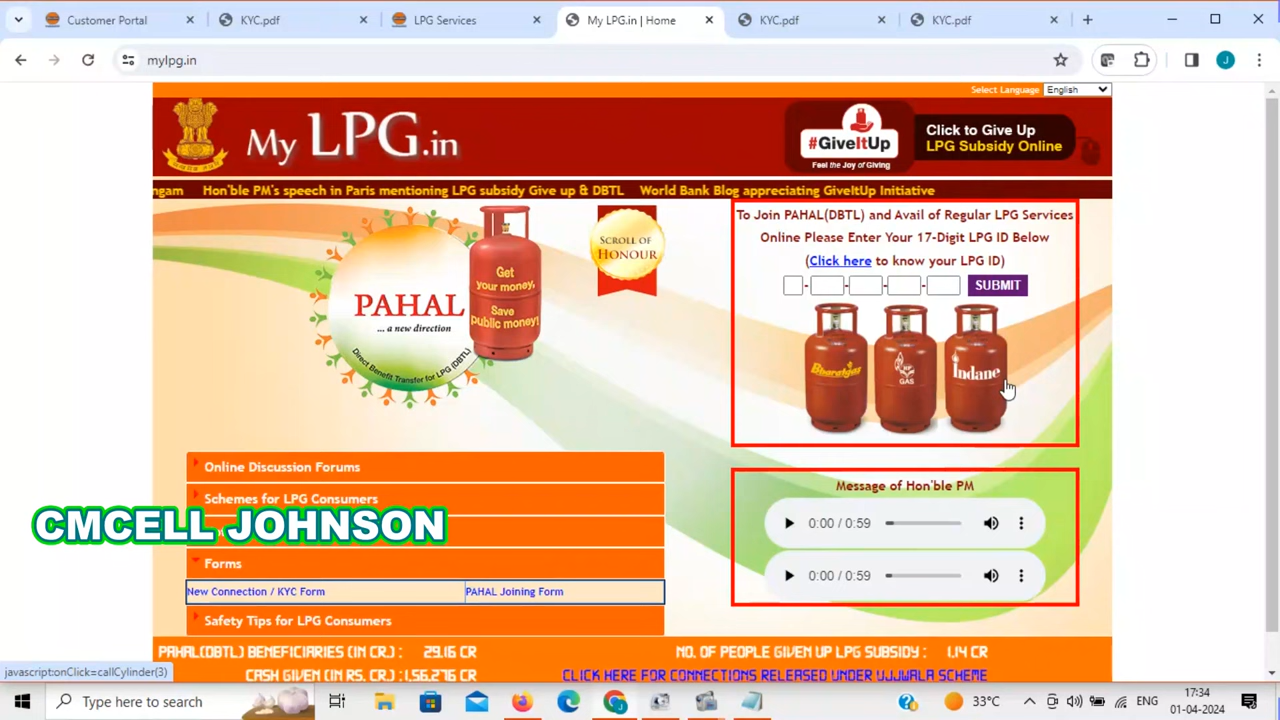 Customer Portal
KYC.pdf
LPG Services
My LPG.in | Home
KYC.pdf
KYC.pdf
mylpg.in
J
Select Language
English
My LPG.in
#GiveItUp
Feel the Joy of Giving
Click to Give Up
LPG Subsidy Online
ngam Hon'ble PM's speech in Paris mentioning LPG subsidy Give up & DBTL World Bank Blog appreciating GiveItUp Initiative
PAHAL
... a new direction
Direct Benefit Transfer for LPG (DBTL)
Get
your money,
Save
public money!
SCROLL OF
HONOUR
To Join PAHAL(DBTL) and Avail of Regular LPG Services
Online Please Enter Your 17-Digit LPG ID Below
(Click here to know your LPG ID)
- - - - SUBMIT
Bharatgas
HP
GAS
Indane
Message of Hon'ble PM
0:00 / 0:59
0:00 / 0:59
Online Discussion Forums
Schemes for LPG Consumers
CMCELL JOHNSON
Forms
New Connection / KYC Form
PAHAL Joining Form
Safety Tips for LPG Consumers
PAHAL(DBTL) BENEFICIARIES (IN CR.) : 29.16 CR
NO. OF PEOPLE GIVEN UP LPG SUBSIDY : 1.14 CR
CASH GIVEN (IN RS. CR.) : 1,56,276 CR
CLICK HERE FOR CONNECTIONS RELEASED UNDER UJJWALA SCHEME
javascript:onClick=callCylinder(3)
Type here to search
33°C
ENG
17:34
01-04-2024